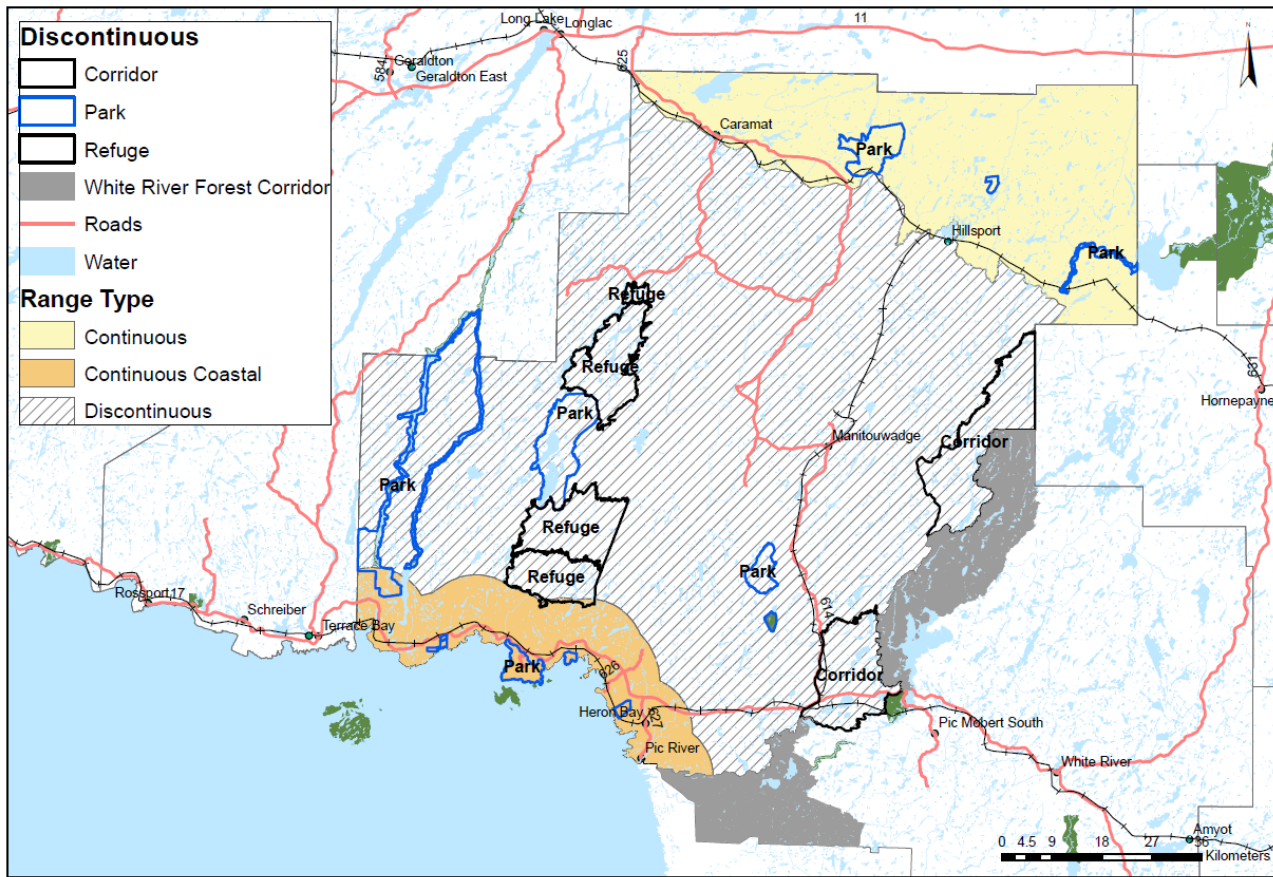 Discontinuous
Corridor
Park
Refuge
White River Forest Corridor
Roads
Water
Range Type
Continuous
Continuous Coastal
Discontinuous
Long Lake
Longlac
11
N
584
Geraldton
Geraldton East
625
Caramat
Park
Hillsport
Park
631
Hornepayne
Refuge
Refuge
Park
Manitouwadge
Corridor
Park
Refuge
Refuge
Park
614
Rossport
17
Schreiber
Terrace Bay
Park
626
Corridor
Heron Bay
627
Pic River
Pic Mobert South
White River
Amyot
0 4.5 9 18 27 36
Kilometers